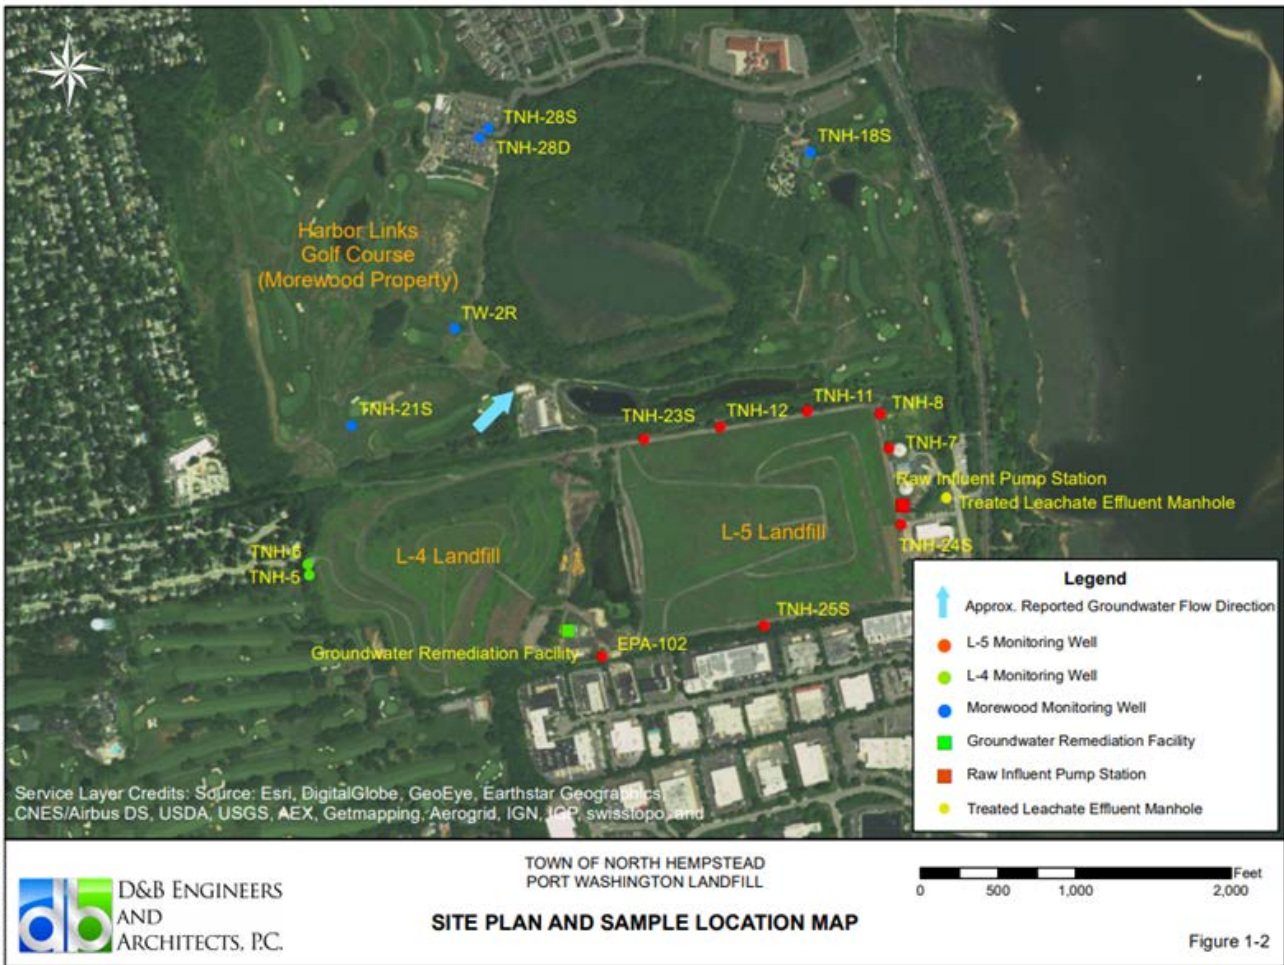 TNH-28S
TNH-28D
TNH-18S
Harbor Links
Golf Course
(Morewood Property)
TW-2R
TNH-21S
TNH-23S
TNH-12
TNH-11
TNH-8
TNH-7
Raw Influent Pump Station
Treated Leachate Effluent Manhole
L-5 Landfill
TNH-24S
L-4 Landfill
TNH-6
TNH-5
TNH-25S
EPA-102
Groundwater Remediation Facility
Legend
Approx. Reported Groundwater Flow Direction
L-5 Monitoring Well
L-4 Monitoring Well
Morewood Monitoring Well
Groundwater Remediation Facility
Raw Influent Pump Station
Treated Leachate Effluent Manhole
Service Layer Credits: Source: Esri, DigitalGlobe, GeoEye, Earthstar Geographics,
CNES/Airbus DS, USDA, USGS, AEX, Getmapping, Aerogrid, IGN, IGP, swisstopo, and
db
D&B ENGINEERS
AND
ARCHITECTS, P.C.
TOWN OF NORTH HEMPSTEAD
PORT WASHINGTON LANDFILL
SITE PLAN AND SAMPLE LOCATION MAP
Feet
0 500 1,000 2,000
Figure 1-2